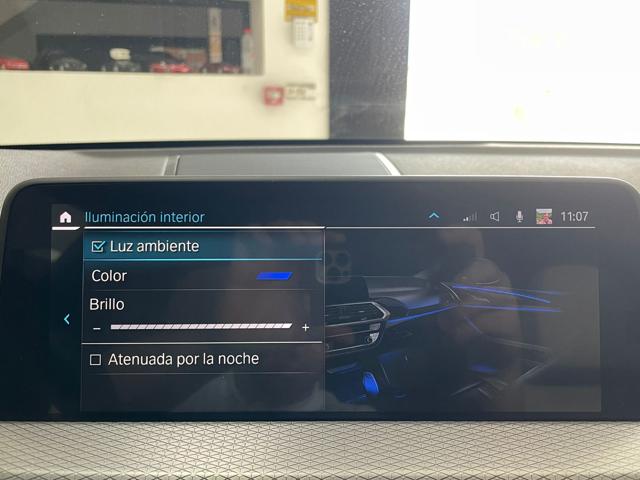 Iluminación interior
11:07
Luz ambiente
Color
Brillo
– +
Atenuada por la noche